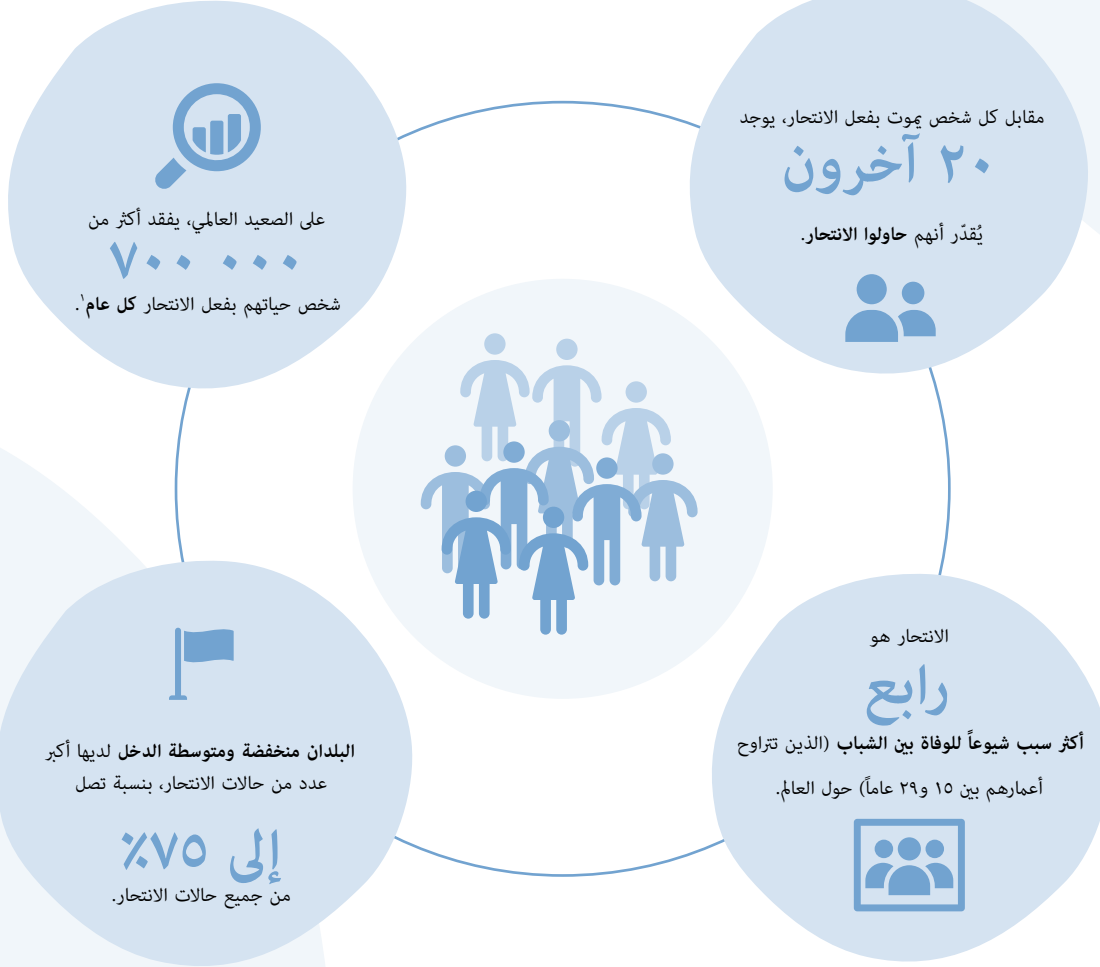 مقابل كل شخص يموت بفعل الانتحار، يوجد
٢٠ آخرون
يُقدّر أنهم حاولوا الانتحار.
على الصعيد العالمي، يفقد أكثر من
٧٠٠ ٠٠٠
شخص حياتهم بفعل الانتحار كل عام١.
الانتحار هو
رابع
أكثر سبب شيوعاً للوفاة بين الشباب (الذين تتراوح
أعمارهم بين ١٥ و٢٩ عاماً) حول العالم.
البلدان منخفضة ومتوسطة الدخل لديها أكبر
عدد من حالات الانتحار، بنسبة تصل
إلى ٧٥٪
من جميع حالات الانتحار.